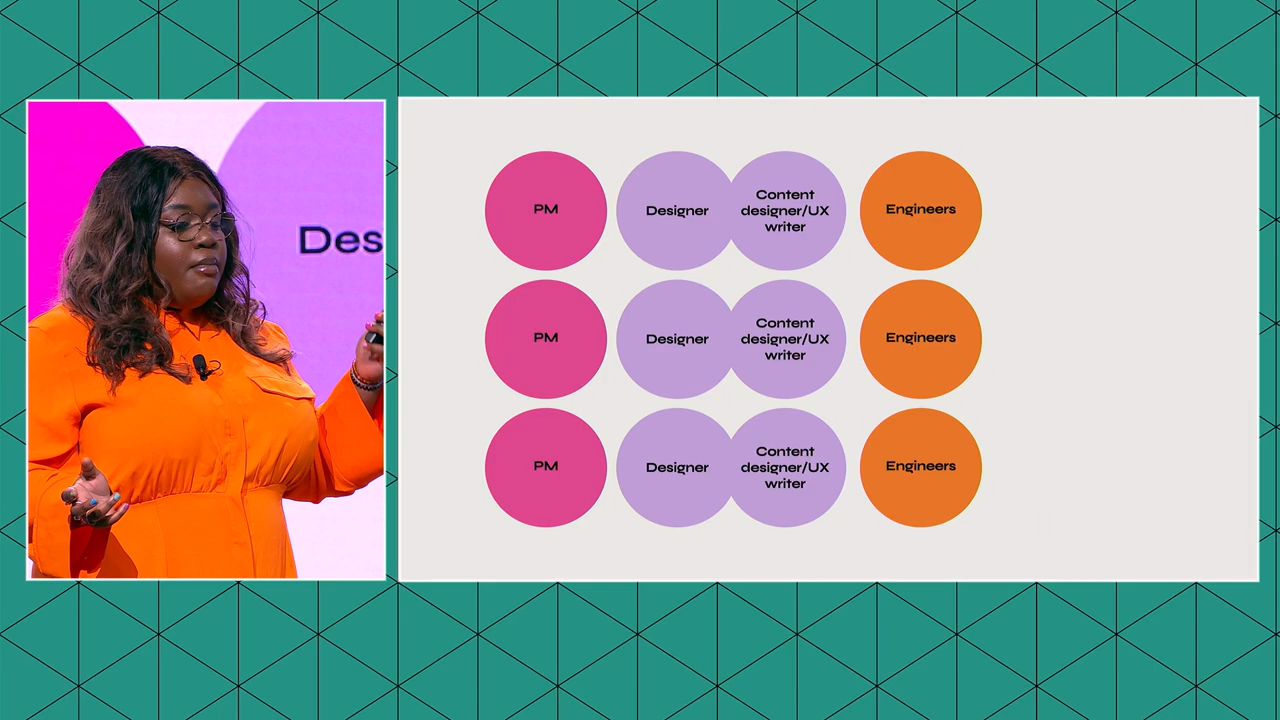 Des
PM
Designer
Content
designer/UX
writer
Engineers
PM
Designer
Content
designer/UX
writer
Engineers
PM
Designer
Content
designer/UX
writer
Engineers